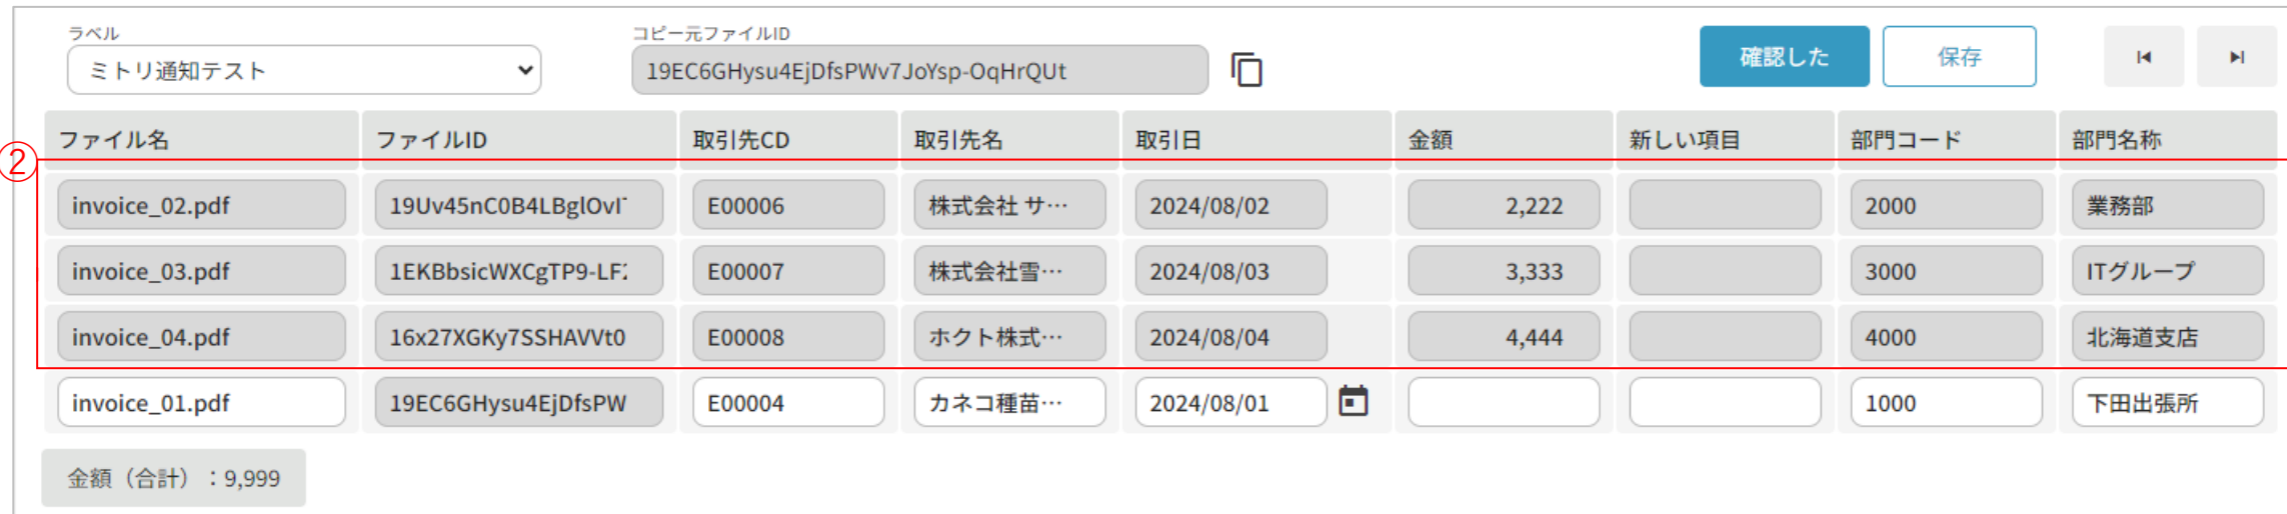 ラベル コピー元ファイルID
ミトリ通知テスト 19EC6GHysu4EjDfsPWv7JoYsp-OqHrQUt 確認した 保存
ファイル名 ファイルID 取引先CD 取引先名 取引日 金額 新しい項目 部門コード 部門名称
②
invoice_02.pdf 19Uv45nC0B4LBglOvI E00006 株式会社 サ… 2024/08/02 2,222 2000 業務部
invoice_03.pdf 1EKBbsicWXCgTP9-LF E00007 株式会社雪… 2024/08/03 3,333 3000 ITグループ
invoice_04.pdf 16x27XGKy7SSHAVVt0 E00008 ホクト株式… 2024/08/04 4,444 4000 北海道支店
invoice_01.pdf 19EC6GHysu4EjDfsPW E00004 カネコ種苗… 2024/08/01 1000 下田出張所
金額（合計）：9,999